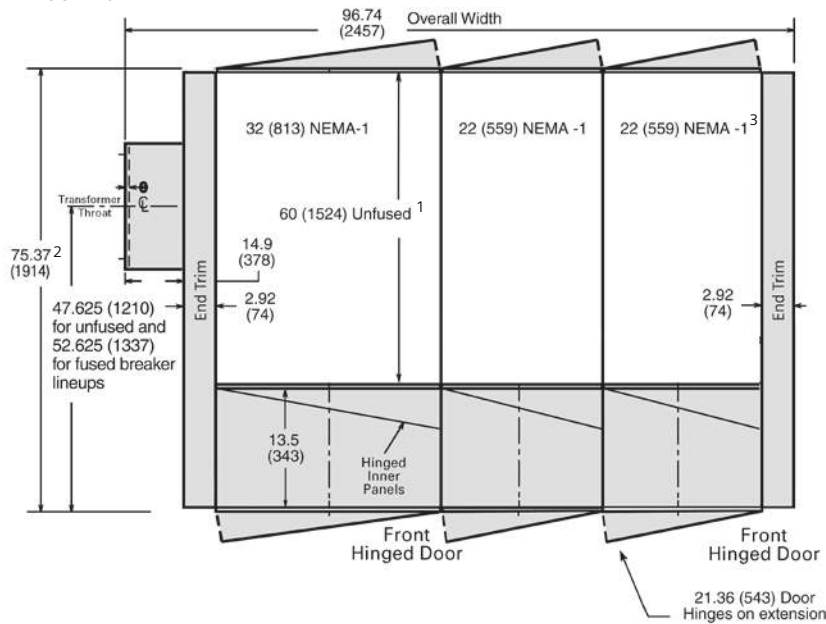 96.74
(2457)
Overall Width
32 (813) NEMA-1
22 (559) NEMA -1
22 (559) NEMA -1 3
Transformer
Throat
60 (1524) Unfused 1
75.37 2
(1914)
14.9
(378)
End Trim
2.92
(74)
2.92
(74)
End Trim
47.625 (1210)
for unfused and
52.625 (1337)
for fused breaker
lineups
13.5
(343)
Hinged
Inner
Panels
Front
Hinged Door
Front
Hinged Door
21.36 (543) Door
Hinges on extension